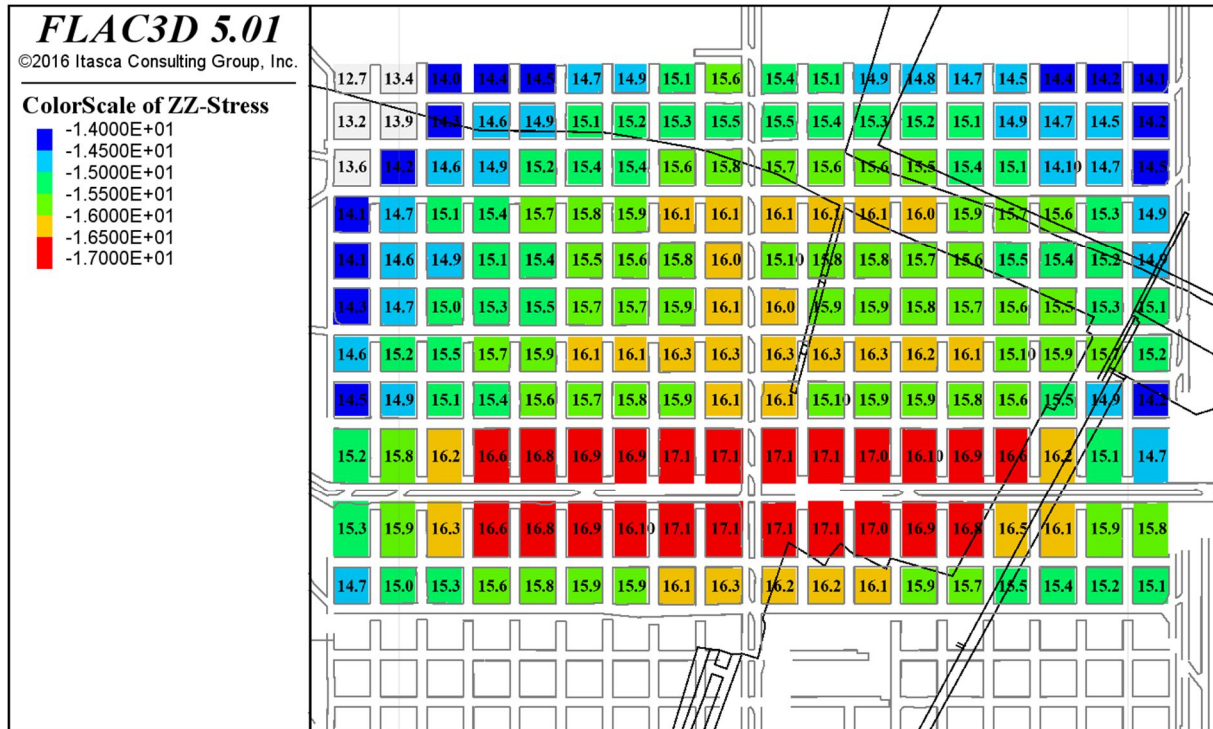 FLAC3D 5.01
©2016 Itasca Consulting Group, Inc.
ColorScale of ZZ-Stress
-1.4000E+01
-1.4500E+01
-1.5000E+01
-1.5500E+01
-1.6000E+01
-1.6500E+01
-1.7000E+01
12.7 13.4 14.0 14.4 14.5 14.7 14.9 15.1 15.6 15.4 15.1 14.9 14.8 14.7 14.5 14.4 14.2 14.1
13.2 13.9 14.3 14.6 14.9 15.1 15.2 15.3 15.5 15.5 15.4 15.3 15.2 15.1 14.9 14.7 14.5 14.2
13.6 14.2 14.6 14.9 15.2 15.4 15.4 15.6 15.8 15.7 15.6 15.6 15.5 15.4 15.1 14.10 14.7 14.5
14.1 14.7 15.1 15.4 15.7 15.8 15.9 16.1 16.1 16.1 16.1 16.1 16.0 15.9 15.7 15.6 15.3 14.9
14.1 14.6 14.9 15.1 15.4 15.5 15.6 15.8 16.0 15.10 15.8 15.8 15.7 15.6 15.5 15.4 15.2 14.9
14.3 14.7 15.0 15.3 15.5 15.7 15.7 15.9 16.1 16.0 15.9 15.9 15.8 15.7 15.6 15.5 15.3 15.1
14.6 15.2 15.5 15.7 15.9 16.1 16.1 16.3 16.3 16.3 16.3 16.3 16.2 16.1 15.10 15.9 15.7 15.2
14.5 14.9 15.1 15.4 15.6 15.7 15.8 15.9 16.1 16.1 15.10 15.9 15.9 15.8 15.6 15.5 14.9 14.2
15.2 15.8 16.2 16.6 16.8 16.9 16.9 17.1 17.1 17.1 17.1 17.0 16.10 16.9 16.6 16.2 15.1 14.7
15.3 15.9 16.3 16.6 16.8 16.9 16.10 17.1 17.1 17.1 17.1 17.0 16.9 16.8 16.5 16.1 15.9 15.8
14.7 15.0 15.3 15.6 15.8 15.9 15.9 16.1 16.3 16.2 16.2 16.1 15.9 15.7 15.5 15.4 15.2 15.1